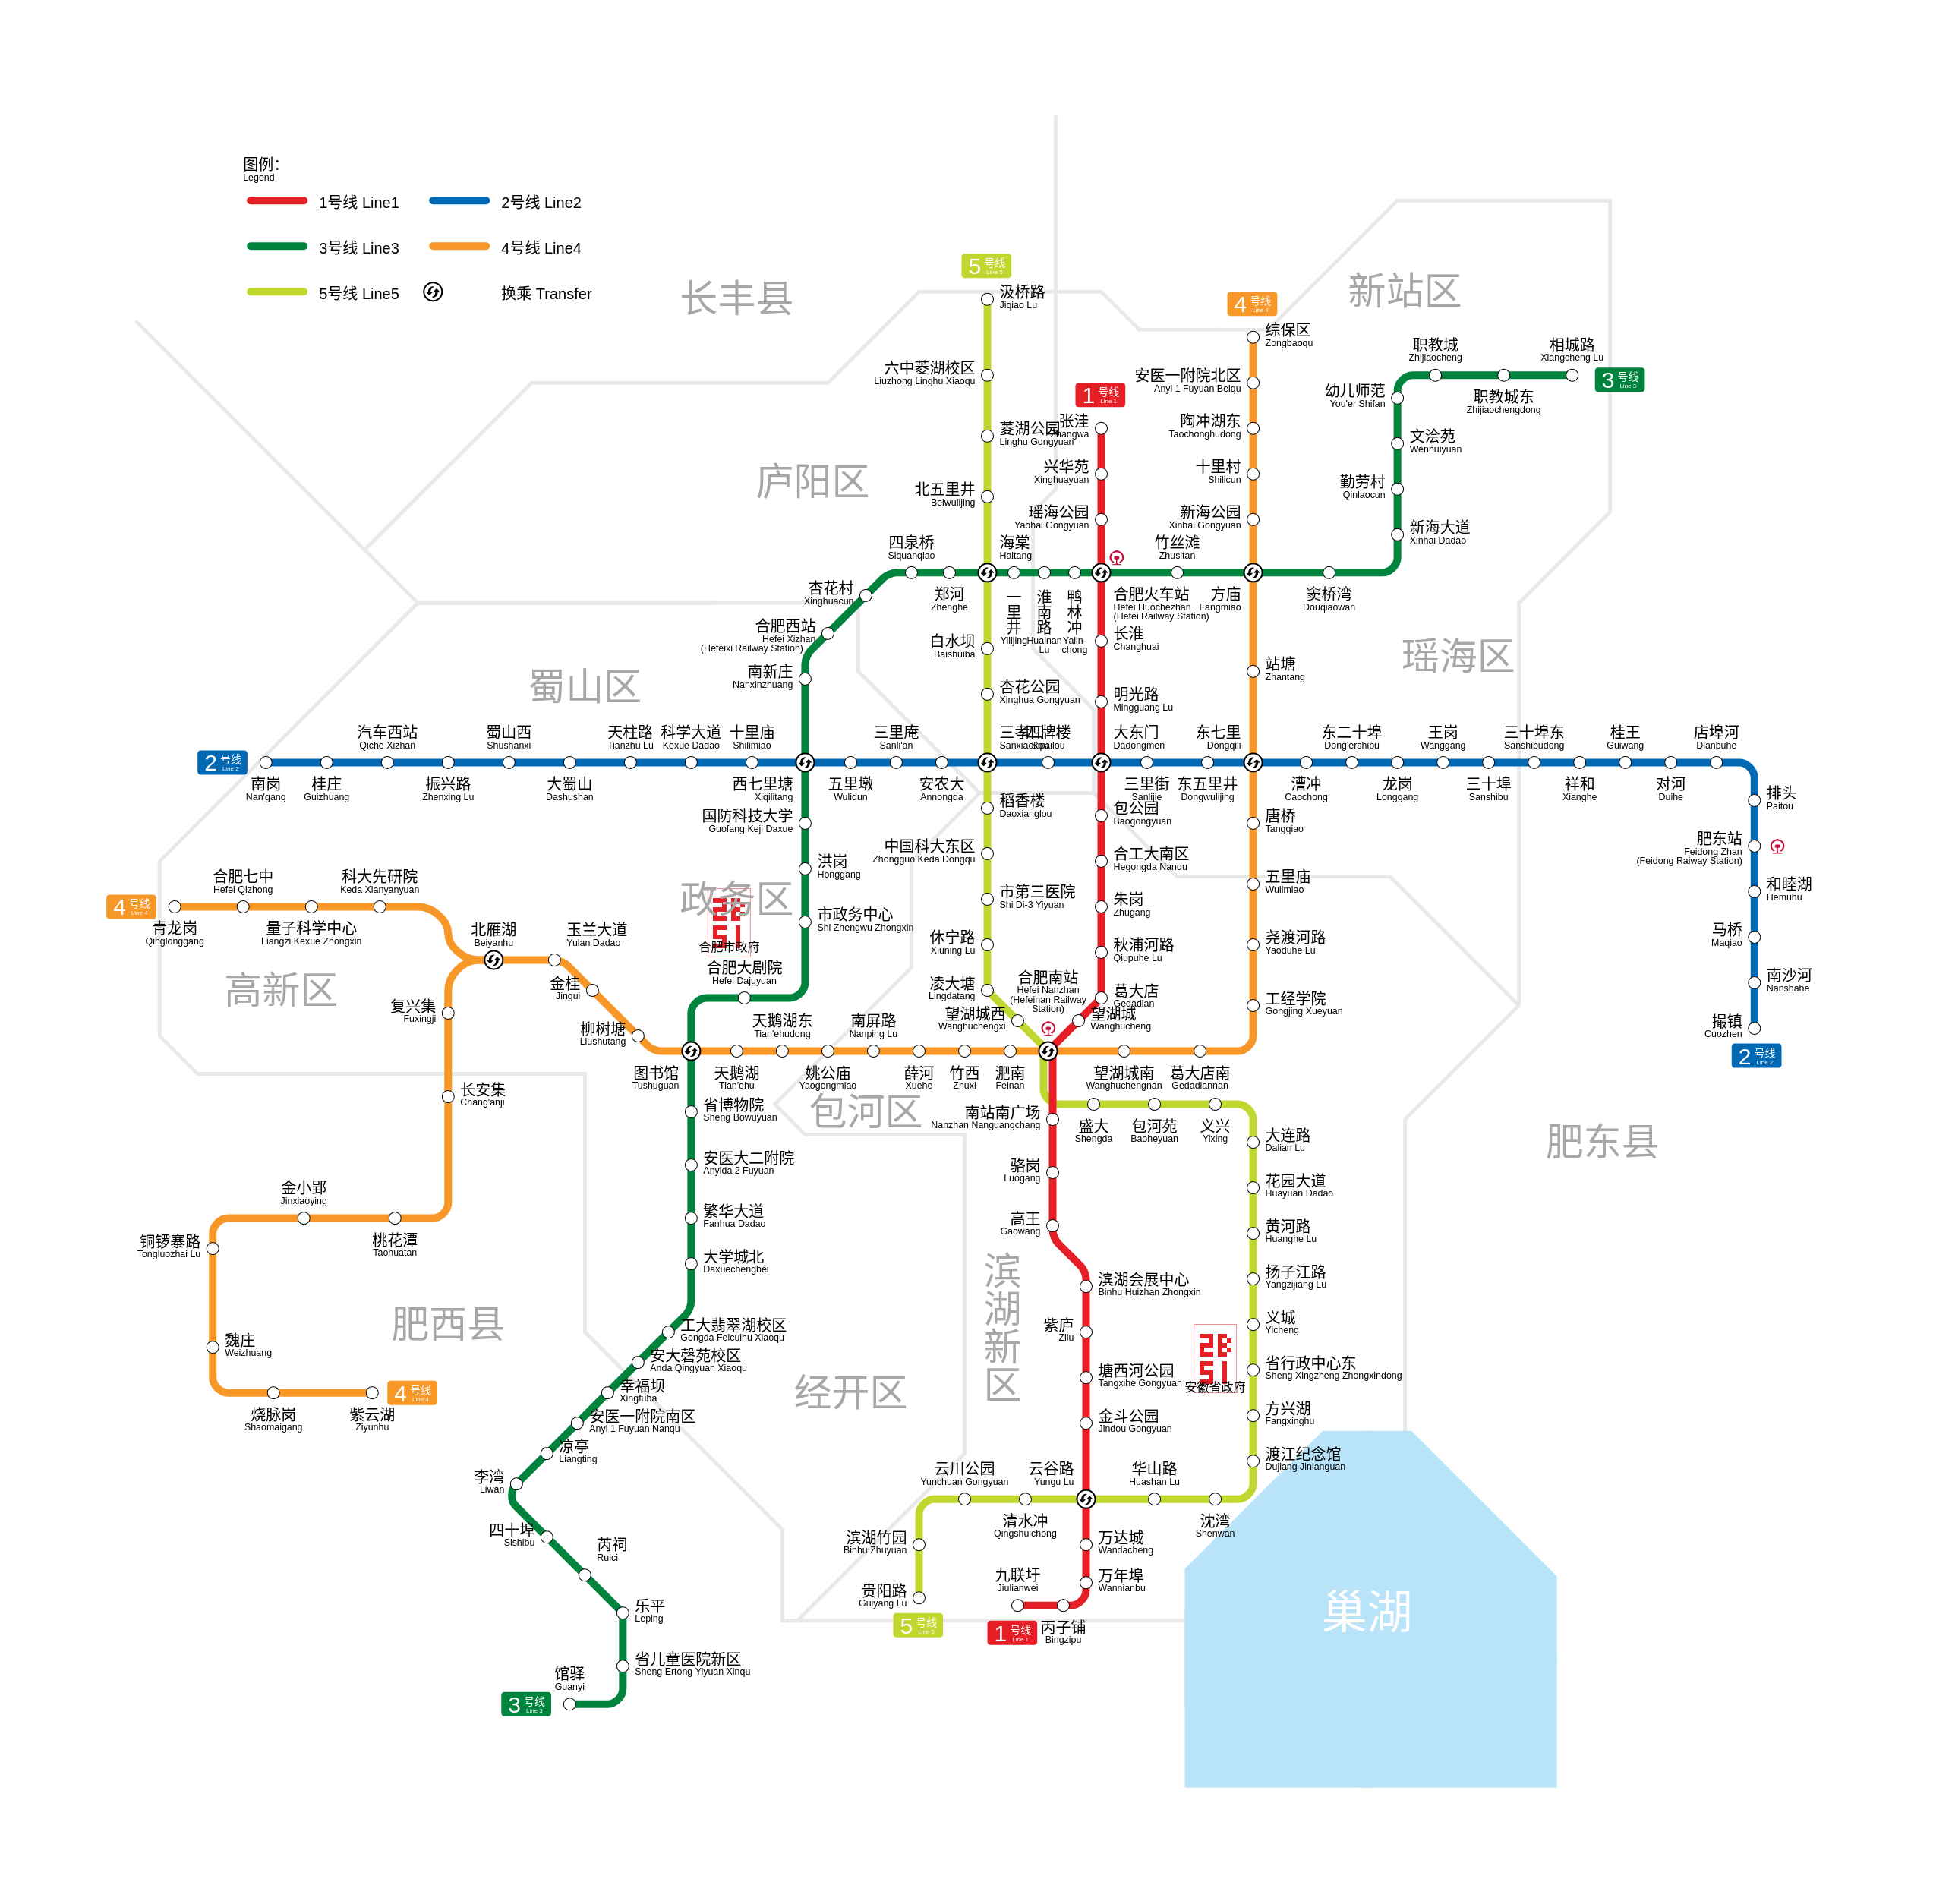 图例：
Legend
1号线 Line1
2号线 Line2
3号线 Line3
4号线 Line4
5号线 Line5
换乘 Transfer
长丰县
新站区
庐阳区
瑶海区
蜀山区
政务区
高新区
包河区
肥东县
肥西县
经开区
滨湖新区
巢湖
5 号线
Line 5
汲桥路
Jiqiao Lu
六中菱湖校区
Liuzhong Linghu Xiaoqu
菱湖公园
Linghu Gongyuan
北五里井
Beiwulijing
海棠
Haitang
白水坝
Baishuiba
杏花公园
Xinghua Gongyuan
三孝口
Sanxiaokou
稻香楼
Daoxianglou
中国科大东区
Zhongguo Keda Dongqu
市第三医院
Shi Di-3 Yiyuan
休宁路
Xiuning Lu
凌大塘
Lingdatang
望湖城西
Wanghuchengxi
合肥南站
Hefei Nanzhan
(Hefeinan Railway
Station)
盛大
Shengda
包河苑
Baoheyuan
义兴
Yixing
大连路
Dalian Lu
花园大道
Huayuan Dadao
黄河路
Huanghe Lu
扬子江路
Yangzijiang Lu
义城
Yicheng
省行政中心东
Sheng Xingzheng Zhongxindong
方兴湖
Fangxinghu
渡江纪念馆
Dujiang Jinianguan
沈湾
Shenwan
华山路
Huashan Lu
云谷路
Yungu Lu
清水冲
Qingshuichong
云川公园
Yunchuan Gongyuan
滨湖竹园
Binhu Zhuyuan
贵阳路
Guiyang Lu
5 号线
Line 5
1 号线
Line 1
张洼
Zhangwa
兴华苑
Xinghuayuan
瑶海公园
Yaohai Gongyuan
合肥火车站
Hefei Huochezhan
(Hefei Railway Station)
长淮
Changhuai
明光路
Mingguang Lu
大东门
Dadongmen
包公园
Baogongyuan
合工大南区
Hegongda Nanqu
朱岗
Zhugang
秋浦河路
Qiupuhe Lu
葛大店
Gedadian
望湖城
Wanghucheng
南站南广场
Nanzhan Nanguangchang
骆岗
Luogang
高王
Gaowang
滨湖会展中心
Binhu Huizhan Zhongxin
紫庐
Zilu
塘西河公园
Tangxihe Gongyuan
金斗公园
Jindou Gongyuan
万达城
Wandacheng
万年埠
Wannianbu
丙子铺
Bingzipu
九联圩
Jiulianwei
1 号线
Line 1
4 号线
Line 4
综保区
Zongbaoqu
安医一附院北区
Anyi 1 Fuyuan Beiqu
陶冲湖东
Taochonghudong
十里村
Shilicun
新海公园
Xinhai Gongyuan
方庙
Fangmiao
站塘
Zhantang
东七里
Dongqili
唐桥
Tangqiao
五里庙
Wulimiao
尧渡河路
Yaoduhe Lu
工经学院
Gongjing Xueyuan
葛大店南
Gedadiannan
望湖城南
Wanghuchengnan
淝南
Feinan
竹西
Zhuxi
薛河
Xuehe
南屏路
Nanping Lu
姚公庙
Yaogongmiao
天鹅湖东
Tian'ehudong
天鹅湖
Tian'ehu
图书馆
Tushuguan
柳树塘
Liushutang
金桂
Jingui
玉兰大道
Yulan Dadao
北雁湖
Beiyanhu
科大先研院
Keda Xianyanyuan
量子科学中心
Liangzi Kexue Zhongxin
合肥七中
Hefei Qizhong
青龙岗
Qinglonggang
4 号线
Line 4
复兴集
Fuxingji
长安集
Chang'anji
桃花潭
Taohuatan
金小郢
Jinxiaoying
铜锣寨路
Tongluozhai Lu
魏庄
Weizhuang
烧脉岗
Shaomaigang
紫云湖
Ziyunhu
4 号线
Line 4
3 号线
Line 3
相城路
Xiangcheng Lu
职教城东
Zhijiaochengdong
职教城
Zhijiaocheng
幼儿师范
You'er Shifan
文浍苑
Wenhuiyuan
勤劳村
Qinlaocun
新海大道
Xinhai Dadao
窦桥湾
Douqiaowan
竹丝滩
Zhusitan
鸭林冲
Yalin-
chong
淮南路
Huainan
Lu
一里井
Yilijing
郑河
Zhenghe
四泉桥
Siquanqiao
杏花村
Xinghuacun
合肥西站
Hefei Xizhan
(Hefeixi Railway Station)
南新庄
Nanxinzhuang
西七里塘
Xiqilitang
国防科技大学
Guofang Keji Daxue
洪岗
Honggang
市政务中心
Shi Zhengwu Zhongxin
合肥市政府
合肥大剧院
Hefei Dajuyuan
省博物院
Sheng Bowuyuan
安医大二附院
Anyida 2 Fuyuan
繁华大道
Fanhua Dadao
大学城北
Daxuechengbei
工大翡翠湖校区
Gongda Feicuihu Xiaoqu
安大磬苑校区
Anda Qingyuan Xiaoqu
幸福坝
Xingfuba
安医一附院南区
Anyi 1 Fuyuan Nanqu
凉亭
Liangting
李湾
Liwan
四十埠
Sishibu
芮祠
Ruici
乐平
Leping
省儿童医院新区
Sheng Ertong Yiyuan Xinqu
馆驿
Guanyi
3 号线
Line 3
2 号线
Line 2
南岗
Nan'gang
桂庄
Guizhuang
汽车西站
Qiche Xizhan
振兴路
Zhenxing Lu
蜀山西
Shushanxi
大蜀山
Dashushan
天柱路
Tianzhu Lu
科学大道
Kexue Dadao
十里庙
Shilimiao
五里墩
Wulidun
三里庵
Sanli'an
安农大
Annongda
四牌楼
Sipailou
三里街
Sanlijie
东五里井
Dongwulijing
漕冲
Caochong
东二十埠
Dong'ershibu
龙岗
Longgang
王岗
Wanggang
三十埠
Sanshibu
三十埠东
Sanshibudong
祥和
Xianghe
桂王
Guiwang
对河
Duihe
店埠河
Dianbuhe
排头
Paitou
肥东站
Feidong Zhan
(Feidong Raiway Station)
和睦湖
Hemuhu
马桥
Maqiao
南沙河
Nanshahe
撮镇
Cuozhen
2 号线
Line 2
安徽省政府